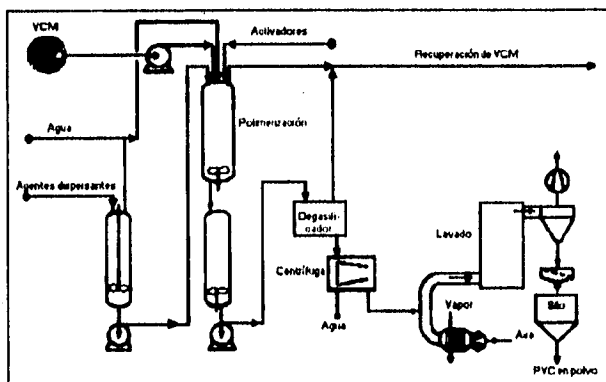 VCM
Activadores
Recuperación de VCM
Polimerización
Agua
Agentes dispersantes
Degasificador
Lavado
Centrífuga
Vapor
Silo
Agua
Aire
PVC en polvo